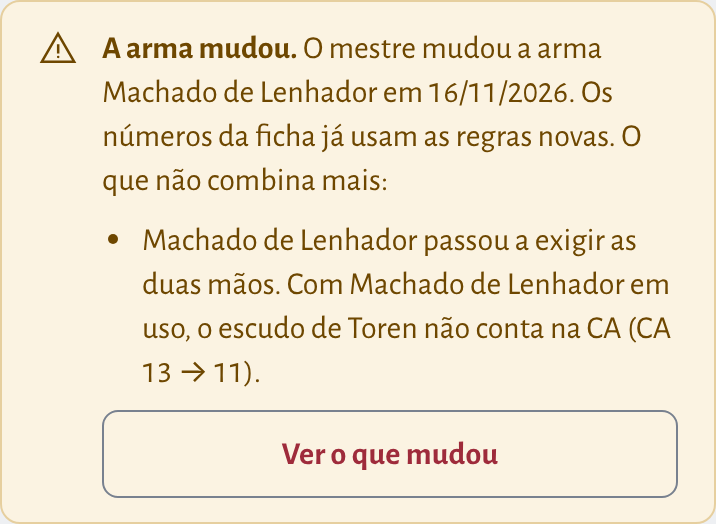 A arma mudou. O mestre mudou a arma
Machado de Lenhador em 16/11/2026. Os
números da ficha já usam as regras novas. O
que não combina mais:
• Machado de Lenhador passou a exigir as
duas mãos. Com Machado de Lenhador em
uso, o escudo de Toren não conta na CA (CA
13 → 11).
Ver o que mudou